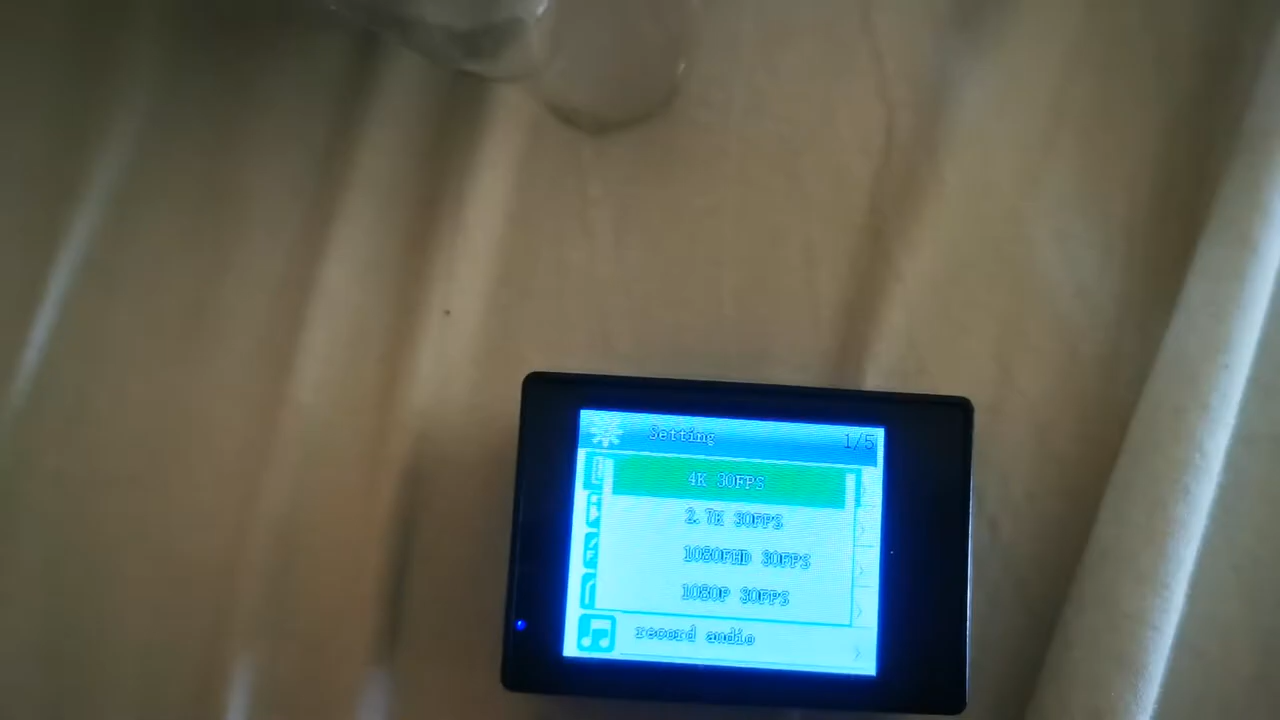 Setting 1/5
4K 30FPS
2.7K 30FPS
1080FHD 30FPS
1080P 30FPS
record audio